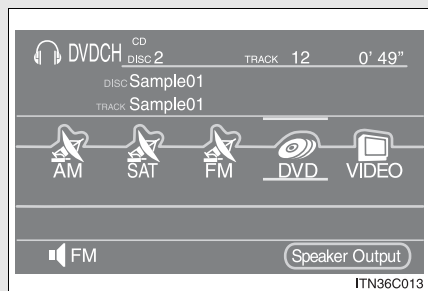 DVDCH CD DISC 2 TRACK 12 0' 49”
DISC Sample01
TRACK Sample01
AM SAT FM DVD VIDEO
FM Speaker Output
ITN36C013